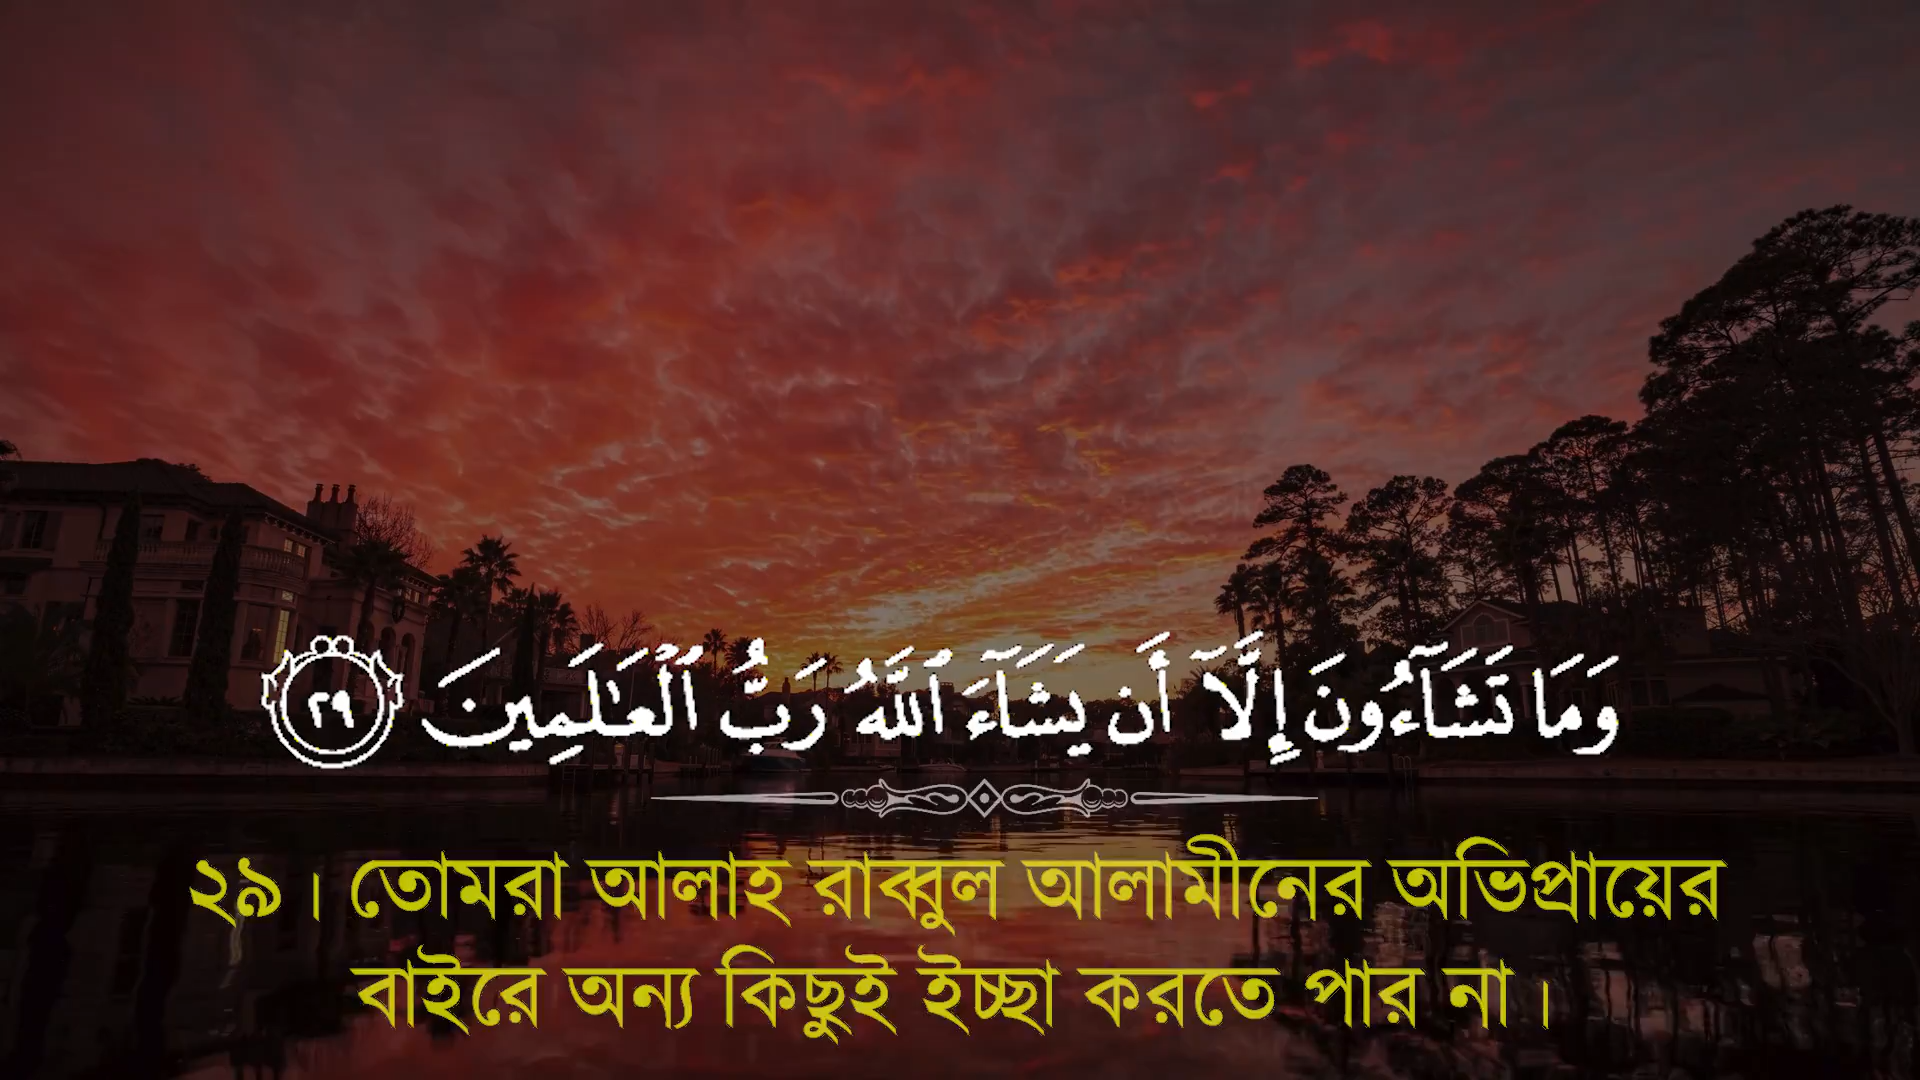 وَمَا تَشَآءُونَ إِلَّآ أَن يَشَآءَ ٱللَّهُ رَبُّ ٱلْعَـٰلَمِينَ ٢٩
২৯। তোমরা আলাহ রাব্বুল আলামীনের অভিপ্রায়ের
বাইরে অন্য কিছুই ইচ্ছা করতে পার না।